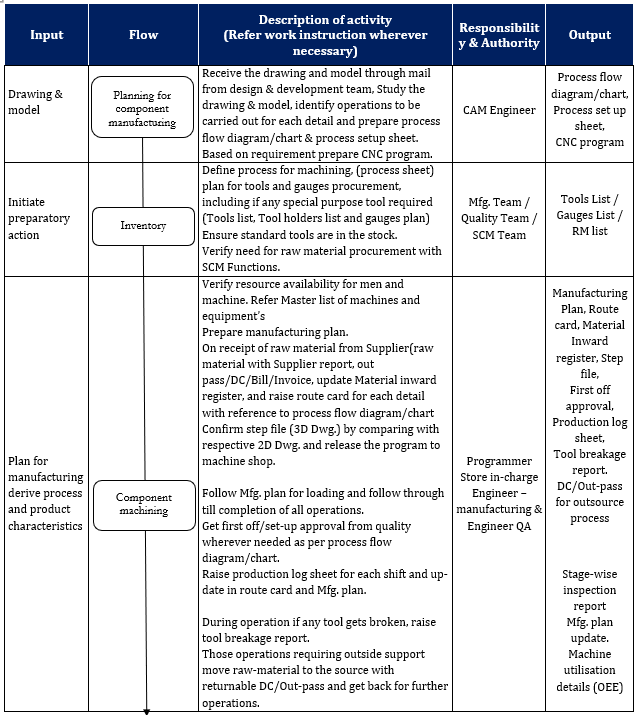 Input
Flow
Description of activity
(Refer work instruction wherever
necessary)
Responsibilit
y & Authority
Output
Drawing &
model
Planning for
component
manufacturing
Receive the drawing and model through mail
from design & development team, Study the
drawing & model, identify operations to be
carried out for each detail and prepare process
flow diagram/chart & process setup sheet.
Based on requirement prepare CNC program.
CAM Engineer
Process flow
diagram/chart,
Process set up
sheet,
CNC program
Initiate
preparatory
action
Inventory
Define process for machining, (process sheet)
plan for tools and gauges procurement,
including if any special purpose tool required
(Tools list, Tool holders list and gauges plan)
Ensure standard tools are in the stock.
Verify need for raw material procurement with
SCM Functions.
Mfg. Team /
Quality Team /
SCM Team
Tools List /
Gauges List /
RM list
Plan for
manufacturing
derive process
and product
characteristics
Component
machining
Verify resource availability for men and
machine. Refer Master list of machines and
equipment's
Prepare manufacturing plan.
On receipt of raw material from Supplier(raw
material with Supplier report, out
pass/DC/Bill/Invoice, update Material inward
register, and raise route card for each detail
with reference to process flow diagram/chart
Confirm step file (3D Dwg.) by comparing with
respective 2D Dwg. and release the program to
machine shop.
Follow Mfg. plan for loading and follow through
till completion of all operations.
Get first off/set-up approval from quality
wherever needed as per process flow
diagram/chart.
Raise production log sheet for each shift and up-
date in route card and Mfg. plan.
During operation if any tool gets broken, raise
tool breakage report.
Those operations requiring outside support
move raw-material to the source with
returnable DC/Out-pass and get back for further
operations.
Programmer
Store in-charge
Engineer –
manufacturing &
Engineer QA
Manufacturing
Plan, Route
card, Material
Inward
register, Step
file,
First off
approval,
Production log
sheet,
Tool breakage
report.
DC/Out-pass
for outsource
process
Stage-wise
inspection
report
Mfg. plan
update.
Machine
utilisation
details (OEE)